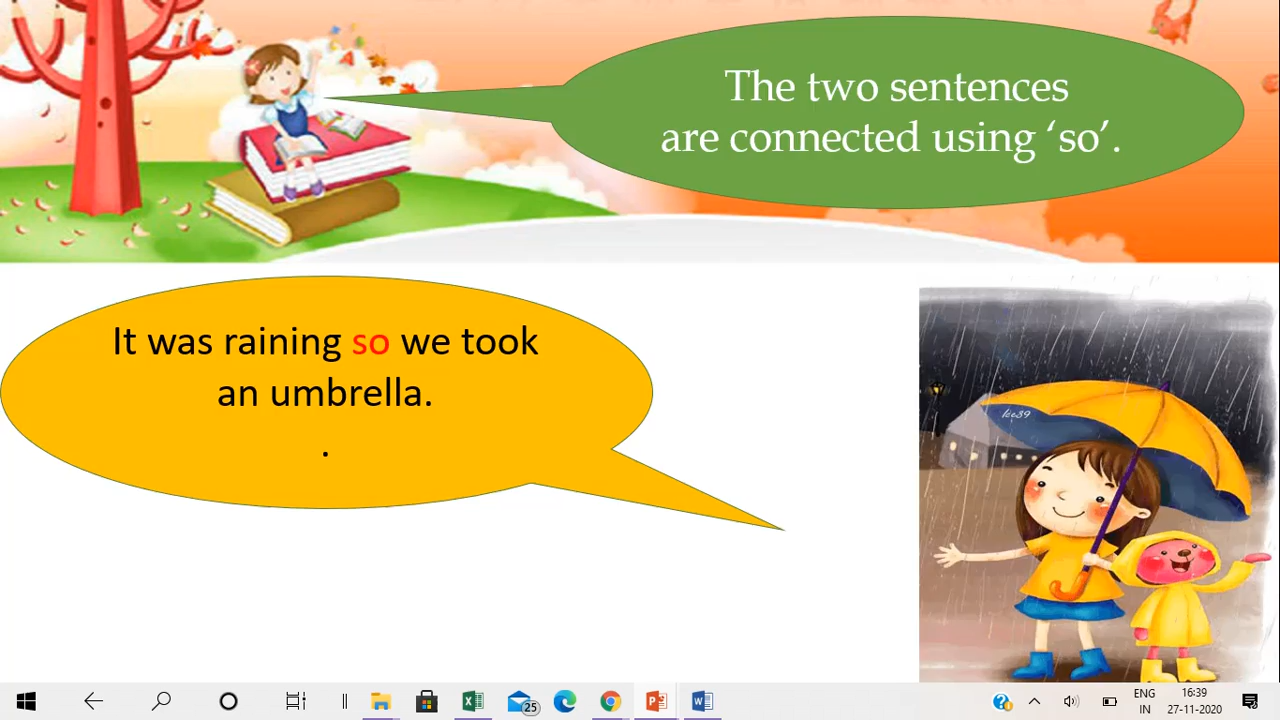 The two sentences
are connected using ‘so’.
It was raining so we took
an umbrella.
.
25
ENG
IN
16:39
27-11-2020